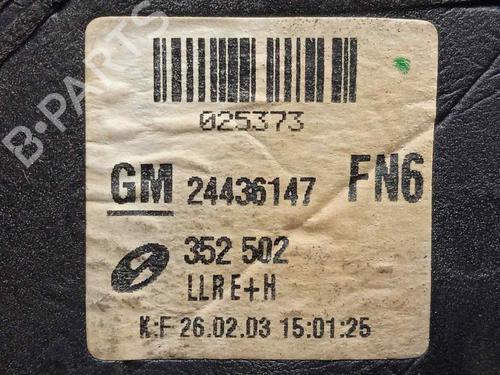 B·PARTS
025373
GM 24436147 FN6
352 502
LLRE+H
K:F 26.02.03 15:01:25